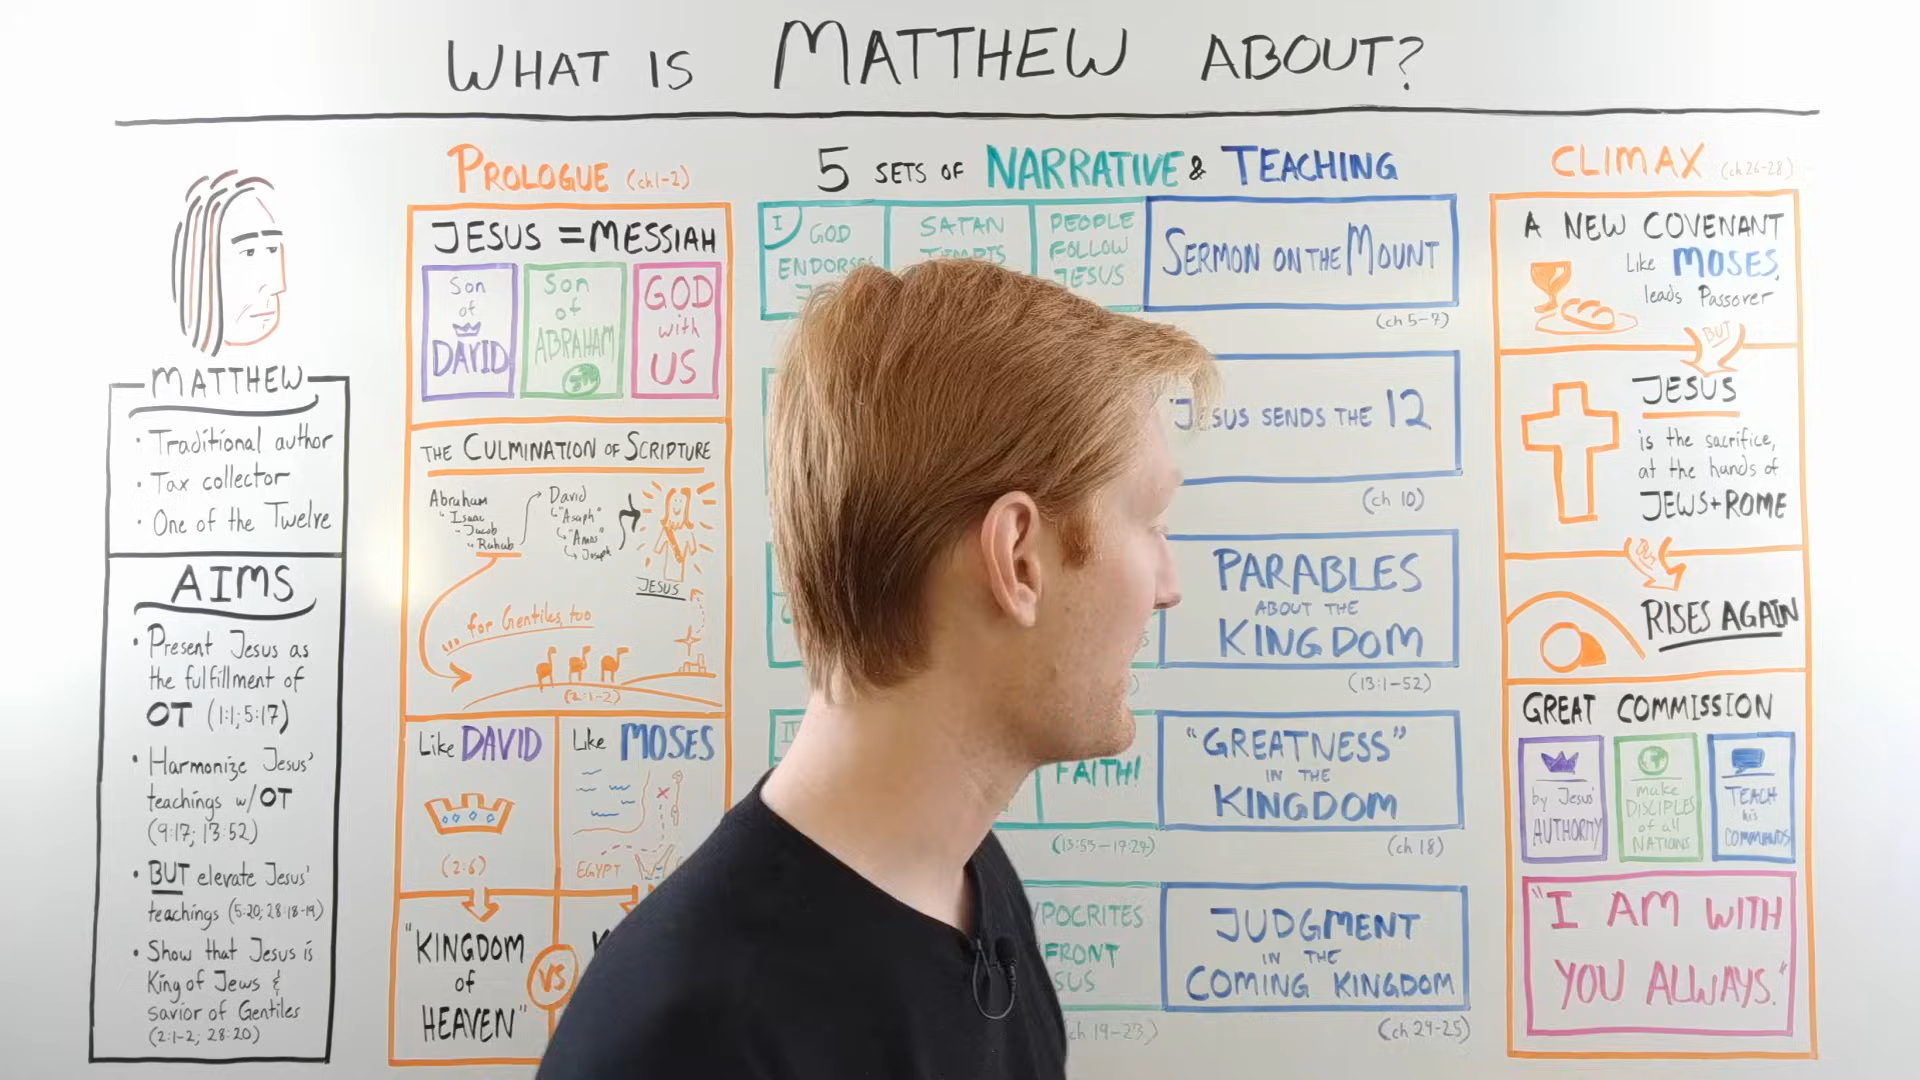 WHAT IS MATTHEW ABOUT?
MATTHEW
• Traditional author
• Tax collector
• One of the Twelve
AIMS
• Present Jesus as
the fulfillment of
OT (1:1; 5:17)
• Harmonize Jesus'
teachings w/OT
(9:17; 13:52)
• BUT elevate Jesus'
teachings (5:20; 28:18-19)
• Show that Jesus is
King of Jews &
savior of Gentiles
(2:1-2; 28:20)
PROLOGUE (ch1-2)
JESUS = MESSIAH
Son
of
DAVID
Son
of
ABRAHAM
GOD
with
US
THE CULMINATION OF SCRIPTURE
Abraham
Isaac
Jacob
Rahab
David
"Asaph"
"Amos"
Joseph
JESUS
... for Gentiles, too
(2:1-2)
Like DAVID
(2:6)
Like MOSES
EGYPT
"KINGDOM
of
HEAVEN"
VS
5 SETS OF NARRATIVE & TEACHING
I
GOD
ENDORSES
SATAN
TEMPTS
PEOPLE
FOLLOW
JESUS
SERMON ON THE MOUNT
(ch 5-7)
JESUS SENDS THE 12
(ch 10)
PARABLES
ABOUT THE
KINGDOM
(13:1-52)
FAITH!
(13:53-17:27)
"GREATNESS"
IN THE
KINGDOM
(ch 18)
POCRITES
FRONT
SUS
ch 19-23)
JUDGMENT
IN THE
COMING KINGDOM
(ch 24-25)
CLIMAX (ch 26-28)
A NEW COVENANT
Like MOSES,
leads Passover
BUT
JESUS
is the sacrifice,
at the hands of
JEWS + ROME
RISES AGAIN
GREAT COMMISSION
by Jesus'
AUTHORITY
make
DISCIPLES
of all
NATIONS
TEACH
his
COMMANDS
"I AM WITH
YOU ALWAYS."